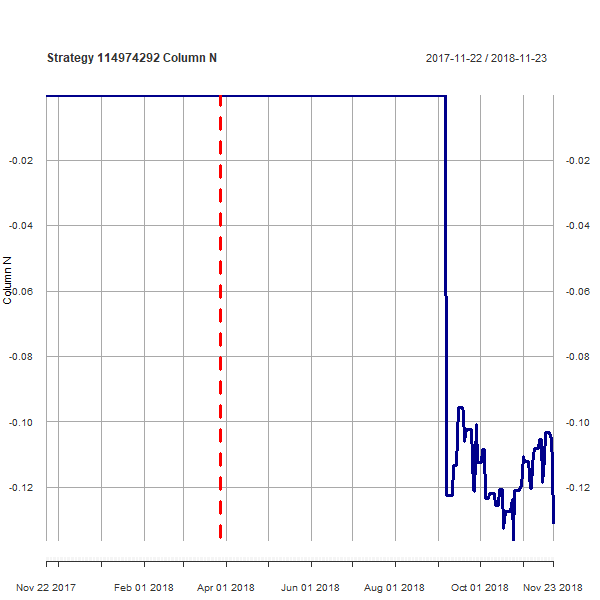 Strategy 114974292 Column N 2017-11-22 / 2018-11-23
-0.02 -0.02
-0.04 -0.04
Column N
-0.06 -0.06
-0.08 -0.08
-0.10 -0.10
-0.12 -0.12
Nov 22 2017 Feb 01 2018 Apr 01 2018 Jun 01 2018 Aug 01 2018 Oct 01 2018 Nov 23 2018